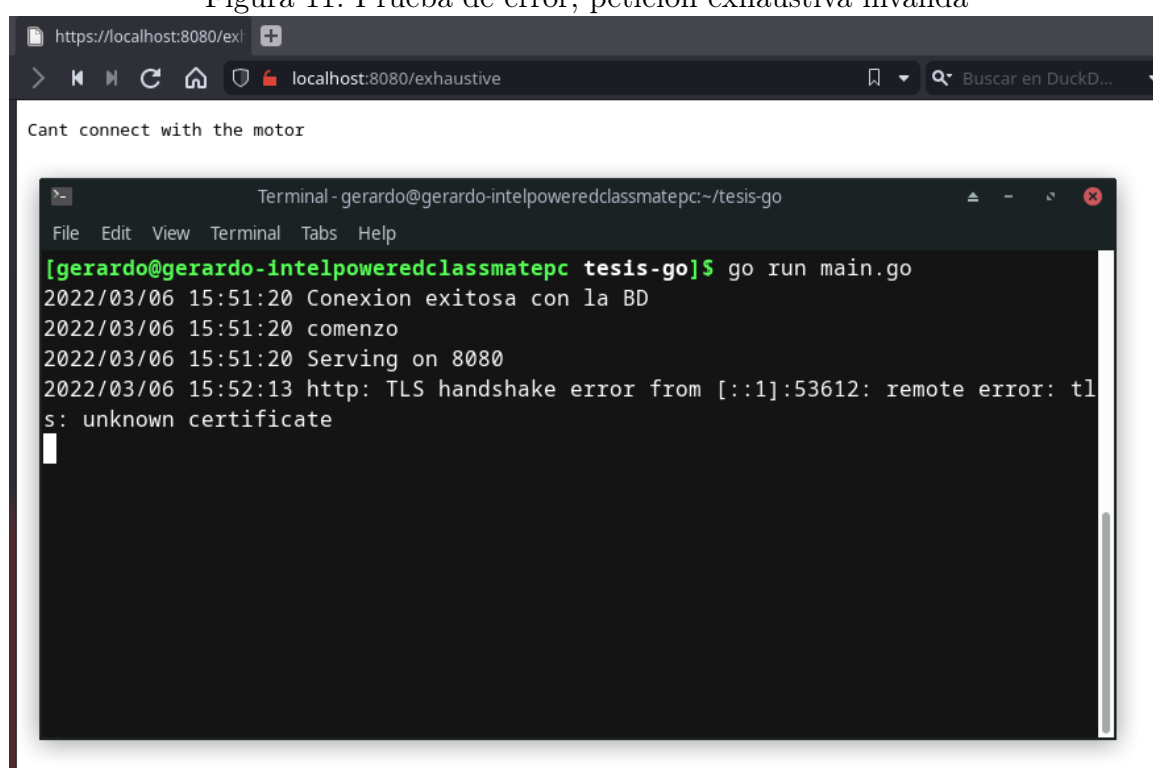 Figura 11: Prueba de error, petición exhaustiva inválida
https://localhost:8080/exh
localhost:8080/exhaustive
Buscar en DuckD...
Cant connect with the motor
Terminal - gerardo@gerardo-intelpoweredclassmatepc:~/tesis-go
File Edit View Terminal Tabs Help
[gerardo@gerardo-intelpoweredclassmatepc tesis-go]$ go run main.go
2022/03/06 15:51:20 Conexion exitosa con la BD
2022/03/06 15:51:20 comenzo
2022/03/06 15:51:20 Serving on 8080
2022/03/06 15:52:13 http: TLS handshake error from [::1]:53612: remote error: tl
s: unknown certificate